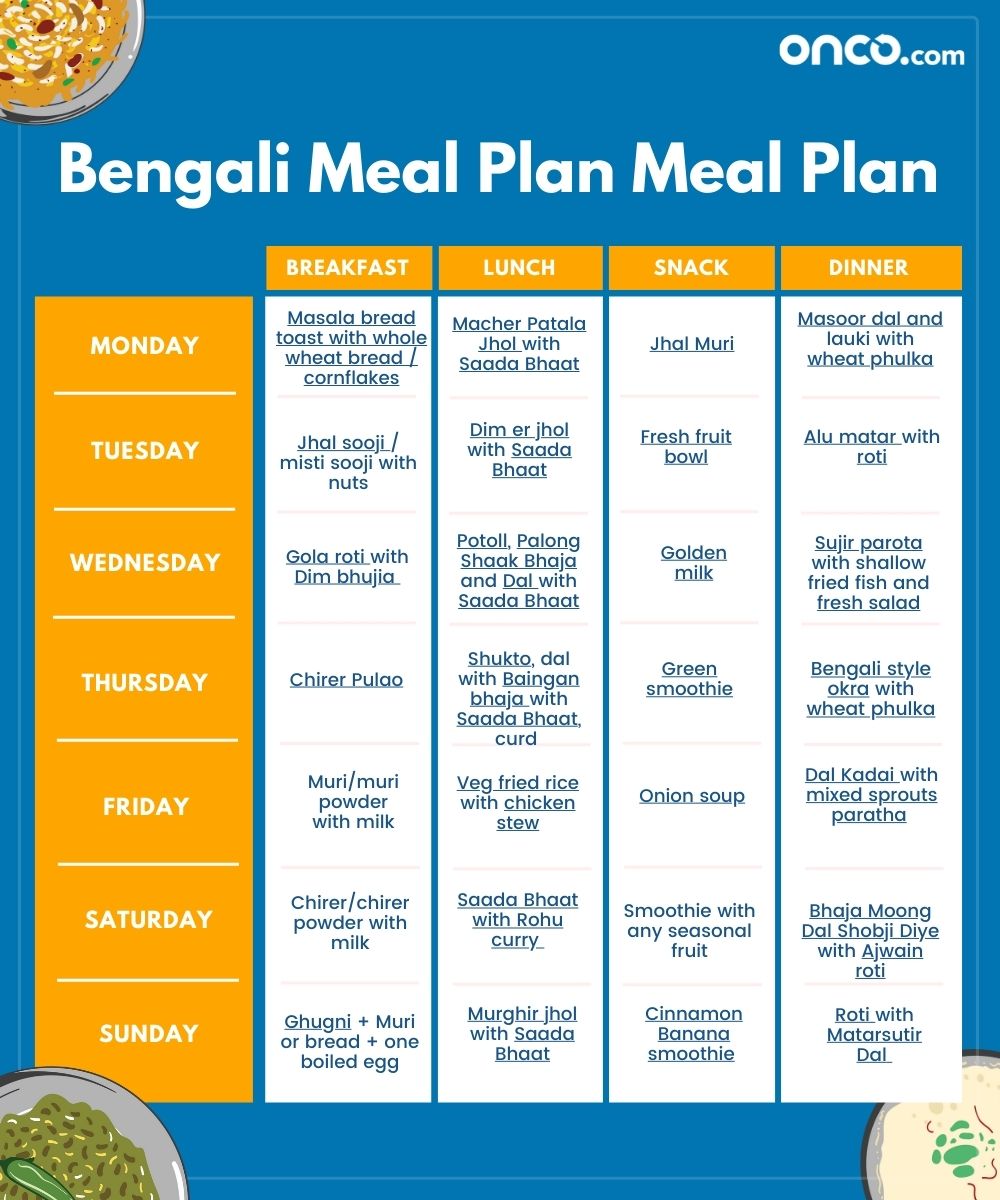 onco.com
Bengali Meal Plan Meal Plan
BREAKFAST LUNCH SNACK DINNER
MONDAY
Masala bread
toast with whole
wheat bread /
cornflakes
Macher Patala
Jhol with
Saada Bhaat
Jhal Muri
Masoor dal and
lauki with
wheat phulka
TUESDAY
Jhal sooji /
misti sooji with
nuts
Dim er jhol
with Saada
Bhaat
Fresh fruit
bowl
Alu matar with
roti
WEDNESDAY
Gola roti with
Dim bhujia
Potoll, Palong
Shaak Bhaja
and Dal with
Saada Bhaat
Golden
milk
Sujir parota
with shallow
fried fish and
fresh salad
THURSDAY
Chirer Pulao
Shukto, dal
with Baingan
bhaja with
Saada Bhaat,
curd
Green
smoothie
Bengali style
okra with
wheat phulka
FRIDAY
Muri/muri
powder
with milk
Veg fried rice
with chicken
stew
Onion soup
Dal Kadai with
mixed sprouts
paratha
SATURDAY
Chirer/chirer
powder with
milk
Saada Bhaat
with Rohu
curry
Smoothie with
any seasonal
fruit
Bhaja Moong
Dal Shobji Diye
with Ajwain
roti
SUNDAY
Ghugni + Muri
or bread + one
boiled egg
Murghir jhol
with Saada
Bhaat
Cinnamon
Banana
smoothie
Roti with
Matarsutir
Dal